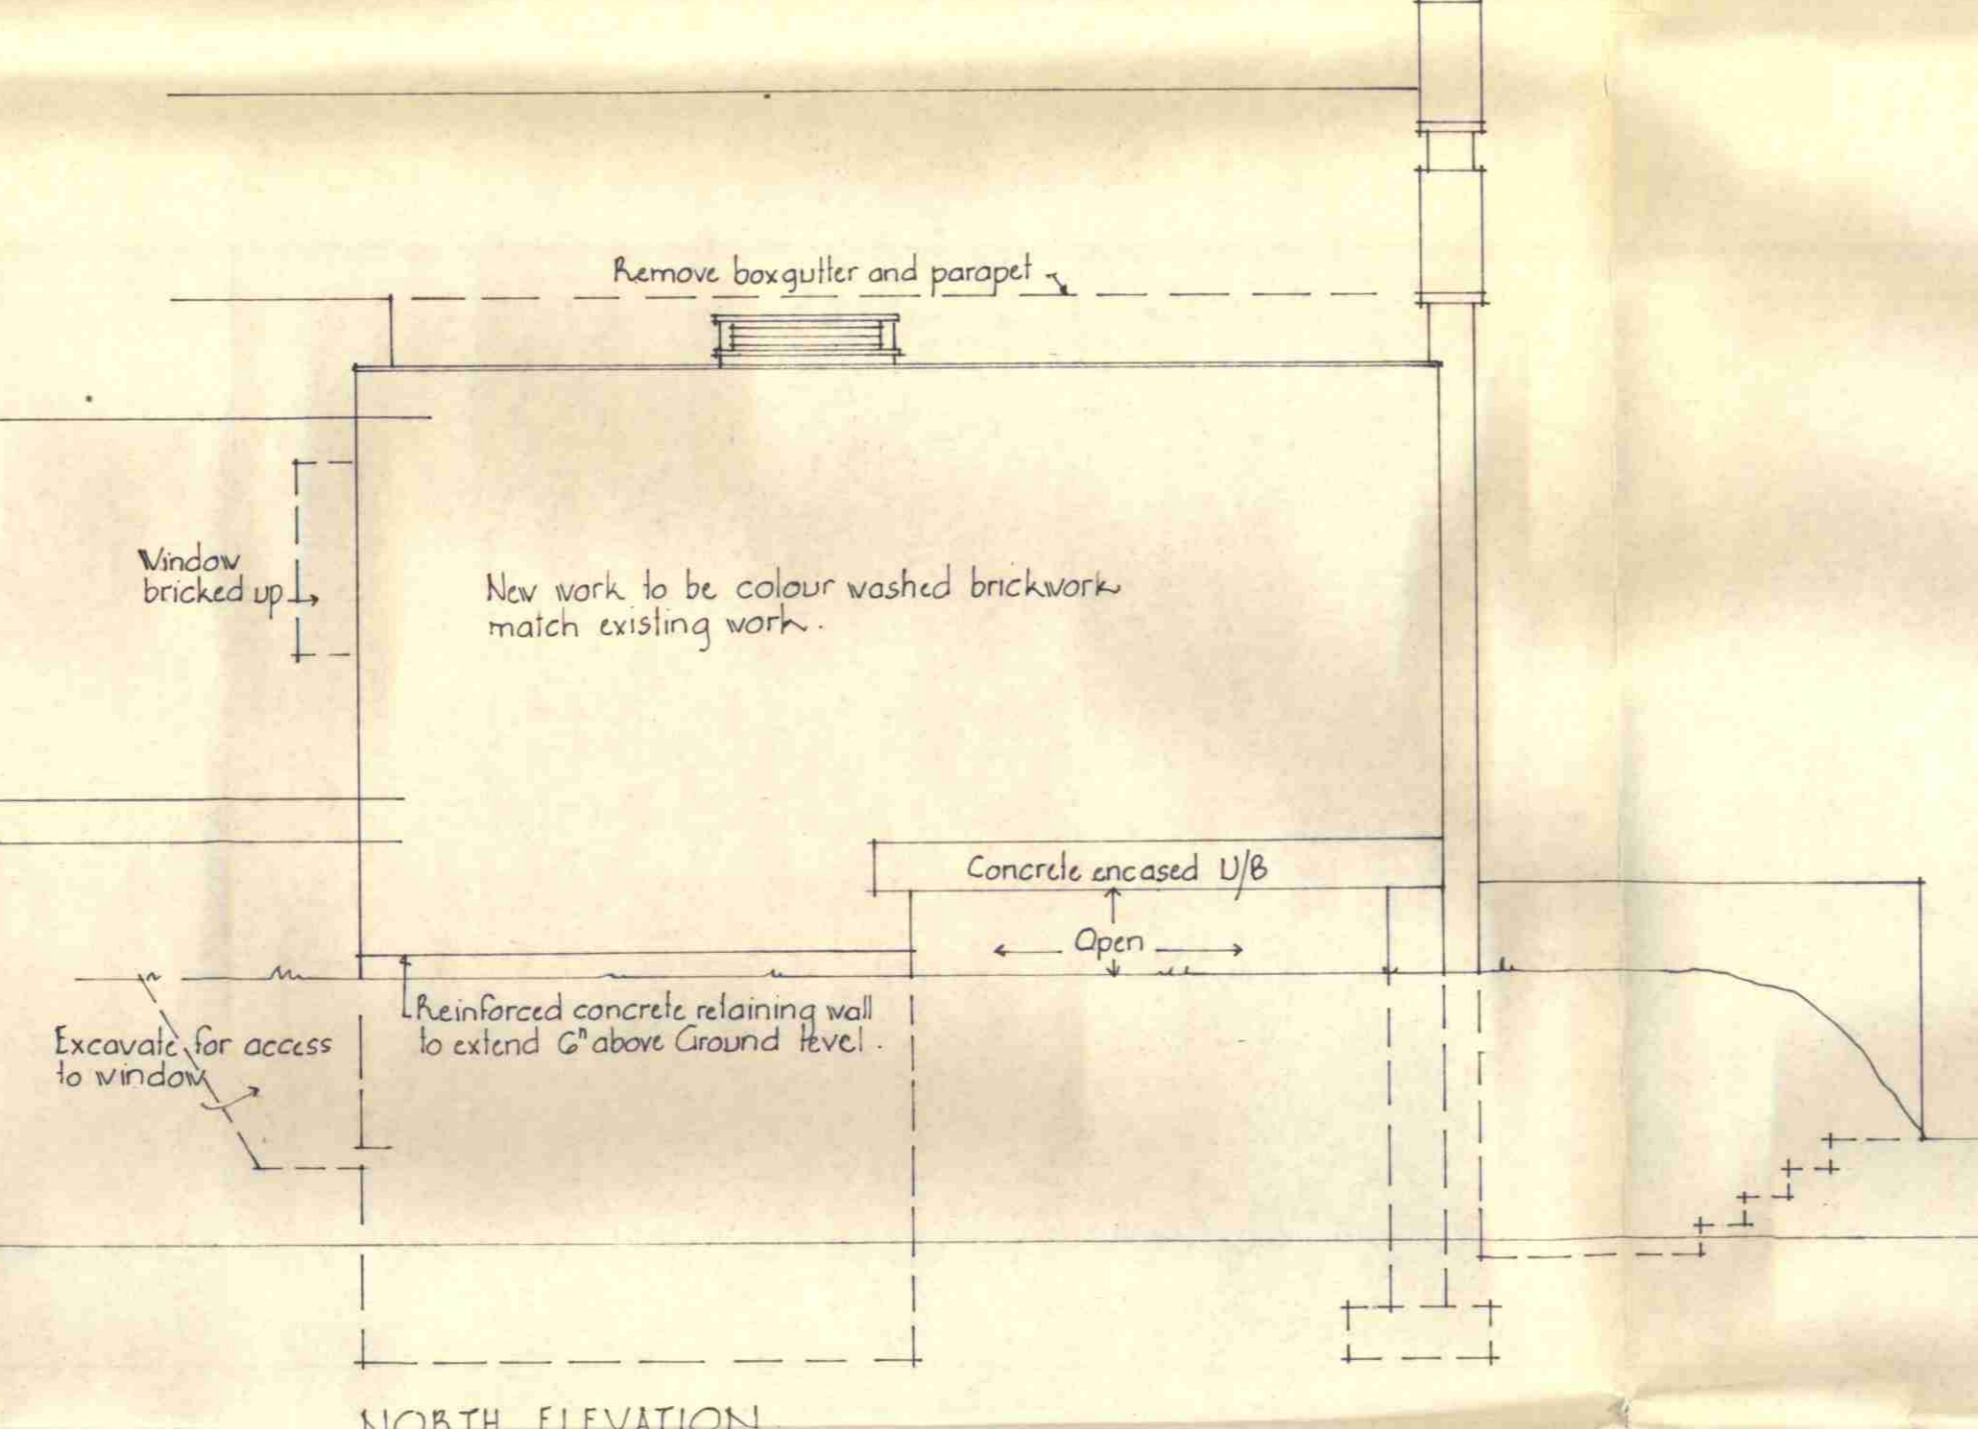 Remove boxgutter and parapet
Window
bricked up
New work to be colour washed brickwork
match existing work.
Concrete encased U/B
Open
Reinforced concrete retaining wall
to extend 6" above Ground level.
Excavate for access
to window
NORTH ELEVATION